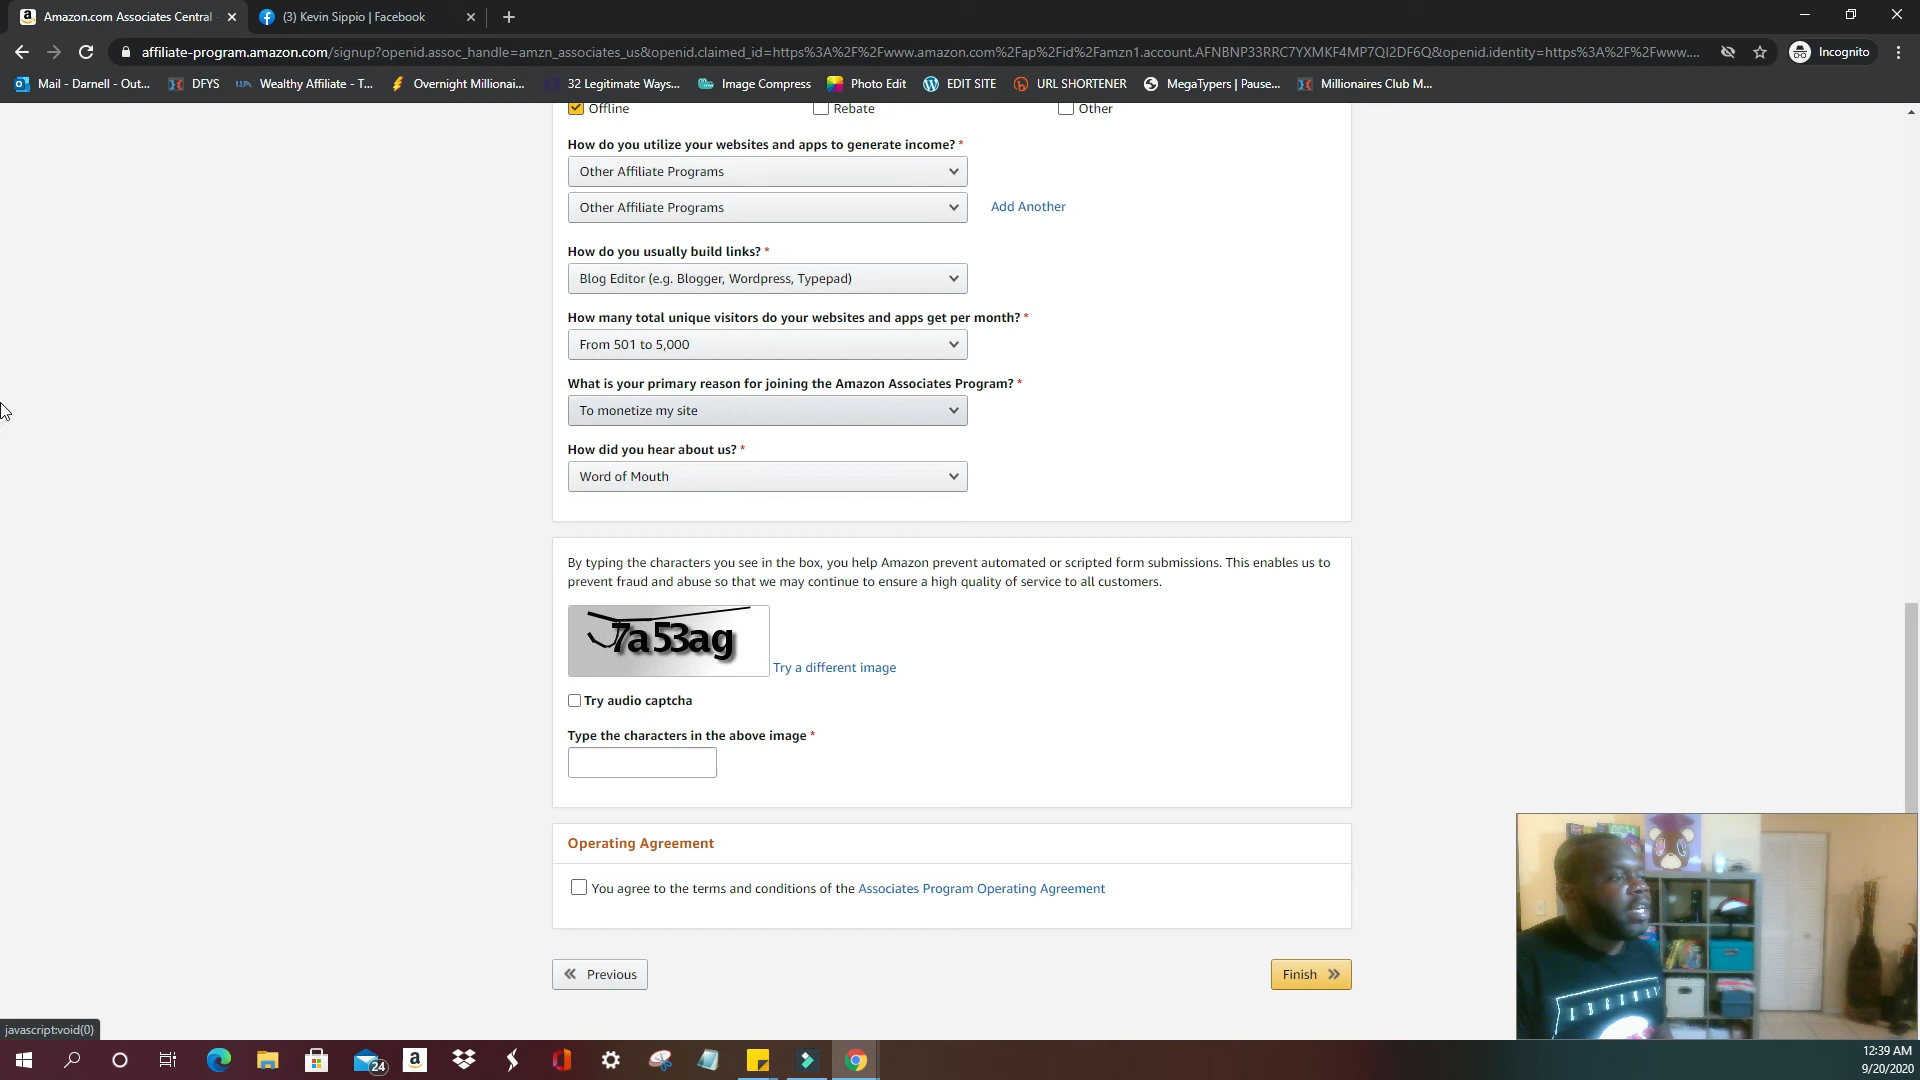 Amazon.com Associates Central
(3) Kevin Sippio | Facebook
affiliate-program.amazon.com/signup?openid.assoc_handle=amzn_associates_us&openid.claimed_id=https%3A%2F%2Fwww.amazon.com%2Fap%2Fid%2Famzn1.account.AFNBNP33RRC7YXMKF4MP7QI2DF6Q&openid.identity=https%3A%2F%2Fwww....
Incognito
Mail - Darnell - Out...
DFYS
Wealthy Affiliate - T...
Overnight Millionai...
32 Legitimate Ways...
Image Compress
Photo Edit
EDIT SITE
URL SHORTENER
MegaTypers | Pause...
Millionaires Club M...
Offline
Rebate
Other
How do you utilize your websites and apps to generate income? *
Other Affiliate Programs
Other Affiliate Programs
Add Another
How do you usually build links? *
Blog Editor (e.g. Blogger, Wordpress, Typepad)
How many total unique visitors do your websites and apps get per month? *
From 501 to 5,000
What is your primary reason for joining the Amazon Associates Program? *
To monetize my site
How did you hear about us? *
Word of Mouth
By typing the characters you see in the box, you help Amazon prevent automated or scripted form submissions. This enables us to
prevent fraud and abuse so that we may continue to ensure a high quality of service to all customers.
7a53ag
Try a different image
Try audio captcha
Type the characters in the above image *
Operating Agreement
You agree to the terms and conditions of the Associates Program Operating Agreement
Previous
Finish
javascript:void(0)
24
12:39 AM
9/20/2020